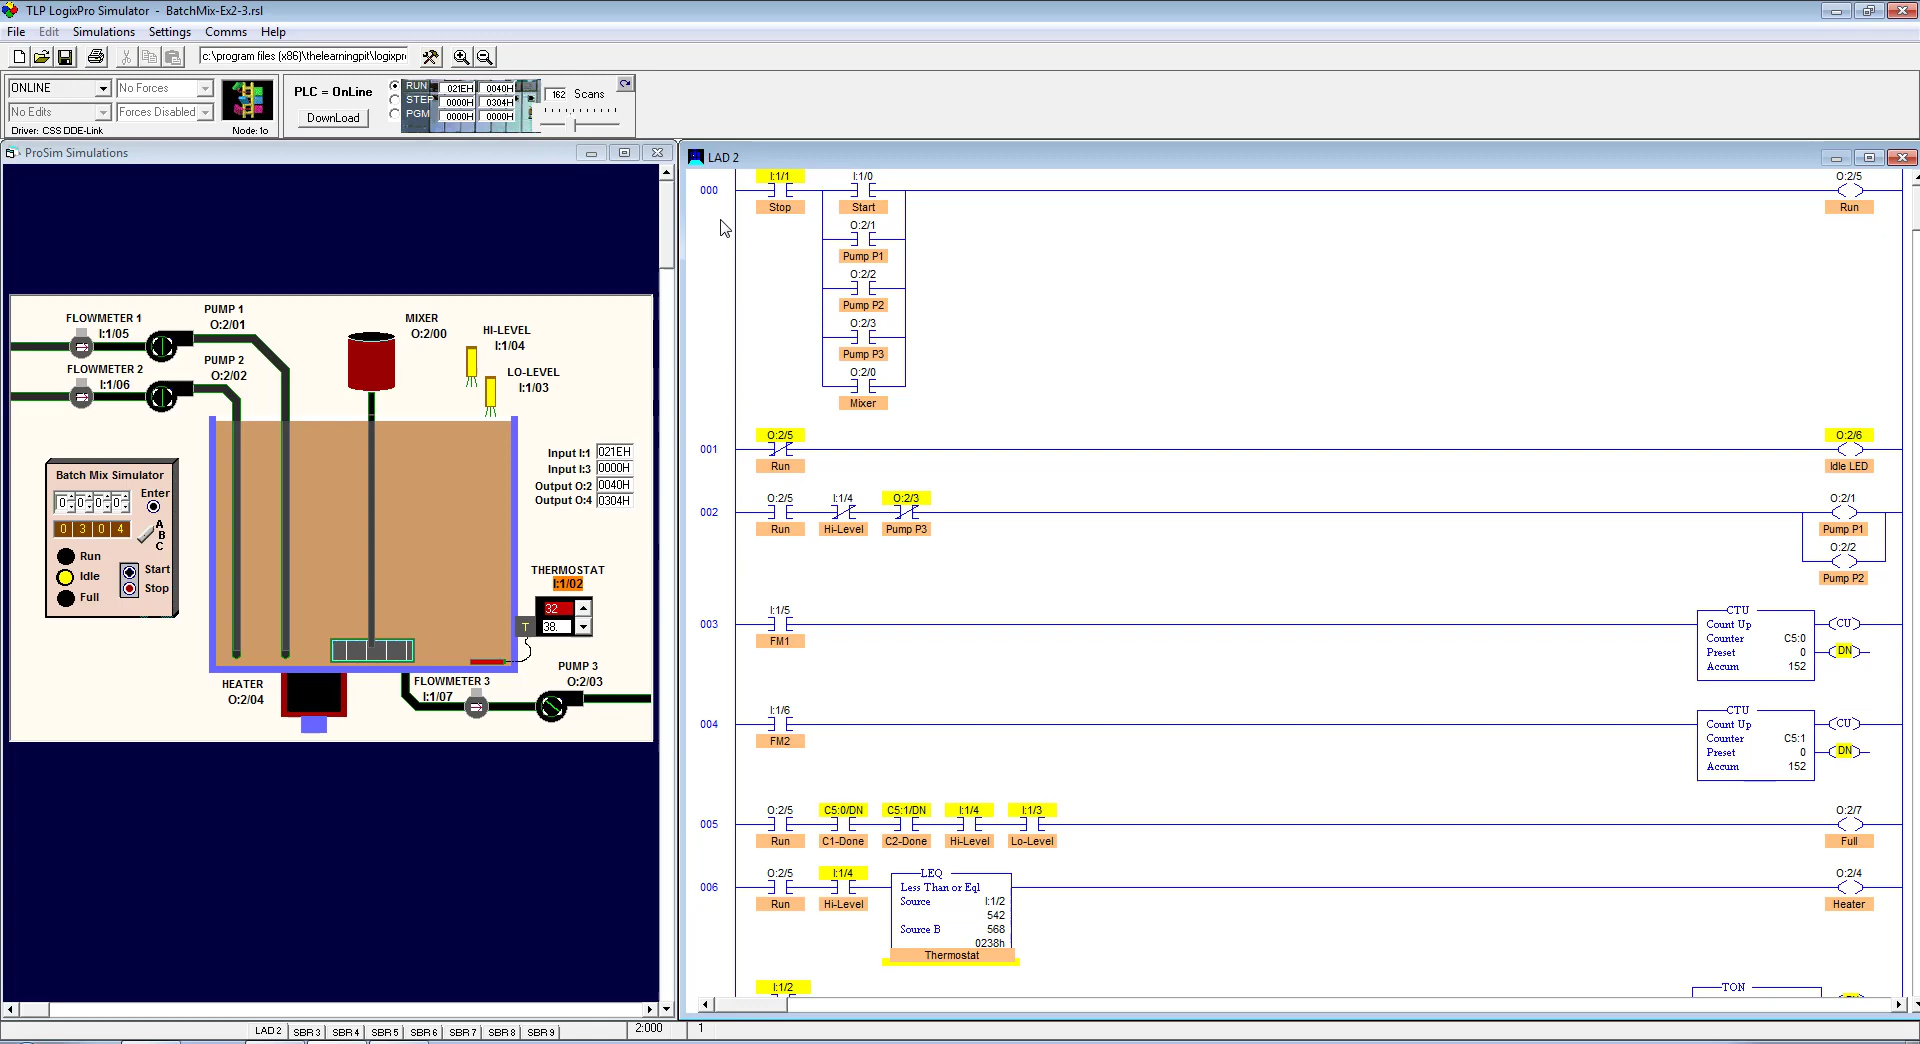 TLP LogixPro Simulator - BatchMix-Ex2-3.rsl
File Edit Simulations Settings Comms Help
c:\program files (x86)\thelearningpit\logixpr
ONLINE No Forces
No Edits Forces Disabled
Driver: CSS DDE-Link Node: 1o
PLC = OnLine
DownLoad
RUN 021EH 0040H
STEP 0000H 0304H
PGM 0000H 0000H
162 Scans
ProSim Simulations
FLOWMETER 1
I:1/05
PUMP 1
O:2/01
FLOWMETER 2
I:1/06
PUMP 2
O:2/02
MIXER
O:2/00
HI-LEVEL
I:1/04
LO-LEVEL
I:1/03
Input I:1 021EH
Input I:3 0000H
Output O:2 0040H
Output O:4 0304H
Batch Mix Simulator
0 0 0 0 Enter
0 3 0 4 A
B
C
Run
Idle
Full
Start
Stop
THERMOSTAT
I:1/02
32
38.
T
HEATER
O:2/04
FLOWMETER 3
I:1/07
PUMP 3
O:2/03
LAD 2
000
I:1/1 I:1/0 O:2/5
Stop Start Run
O:2/1
Pump P1
O:2/2
Pump P2
O:2/3
Pump P3
O:2/0
Mixer
001
O:2/5 O:2/6
Run Idle LED
002
O:2/5 I:1/4 O:2/3 O:2/1
Run Hi-Level Pump P3 Pump P1
O:2/2
Pump P2
003
I:1/5
FM1
CTU
Count Up CU
Counter C5:0
Preset 0 DN
Accum 152
004
I:1/6
FM2
CTU
Count Up CU
Counter C5:1
Preset 0 DN
Accum 152
005
O:2/5 C5:0/DN C5:1/DN I:1/4 I:1/3 O:2/7
Run C1-Done C2-Done Hi-Level Lo-Level Full
006
O:2/5 I:1/4 O:2/4
Run Hi-Level Heater
LEQ
Less Than or Eql
Source I:1/2
542
Source B 568
0238h
Thermostat
I:1/2
TON
LAD 2 SBR 3 SBR 4 SBR 5 SBR 6 SBR 7 SBR 8 SBR 9 2:000 1